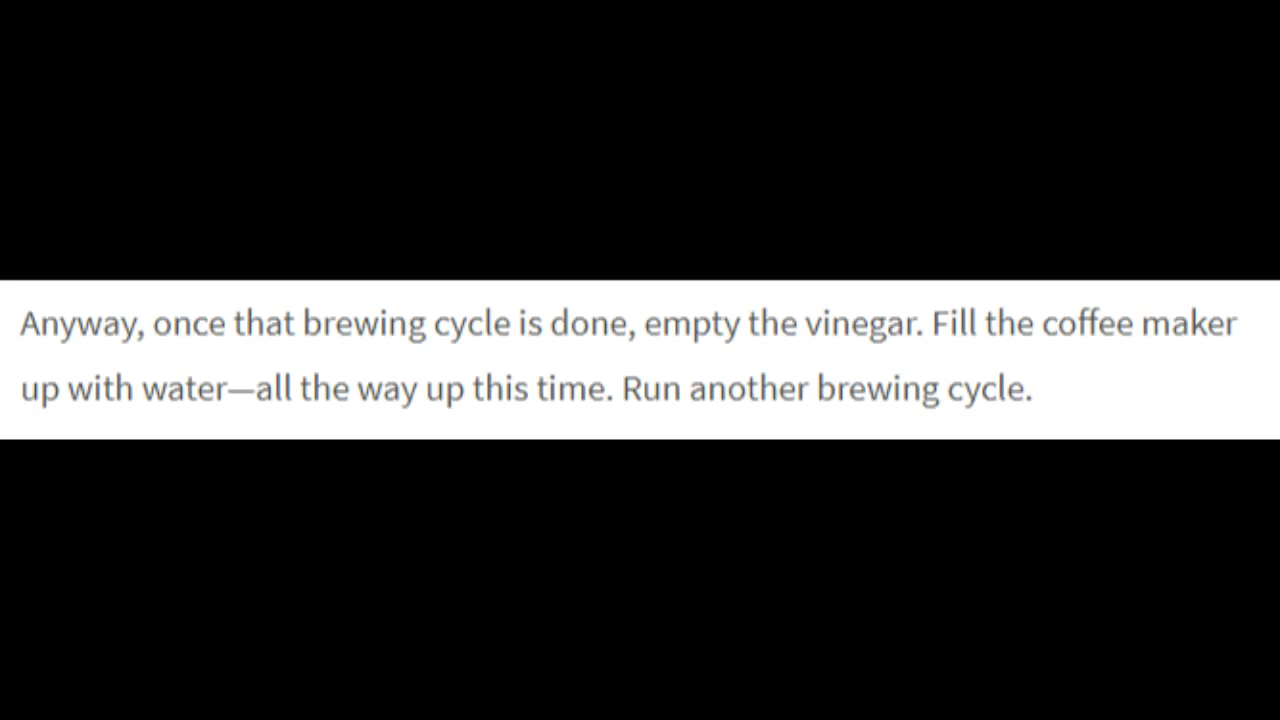 Anyway, once that brewing cycle is done, empty the vinegar. Fill the coffee maker
up with water—all the way up this time. Run another brewing cycle.